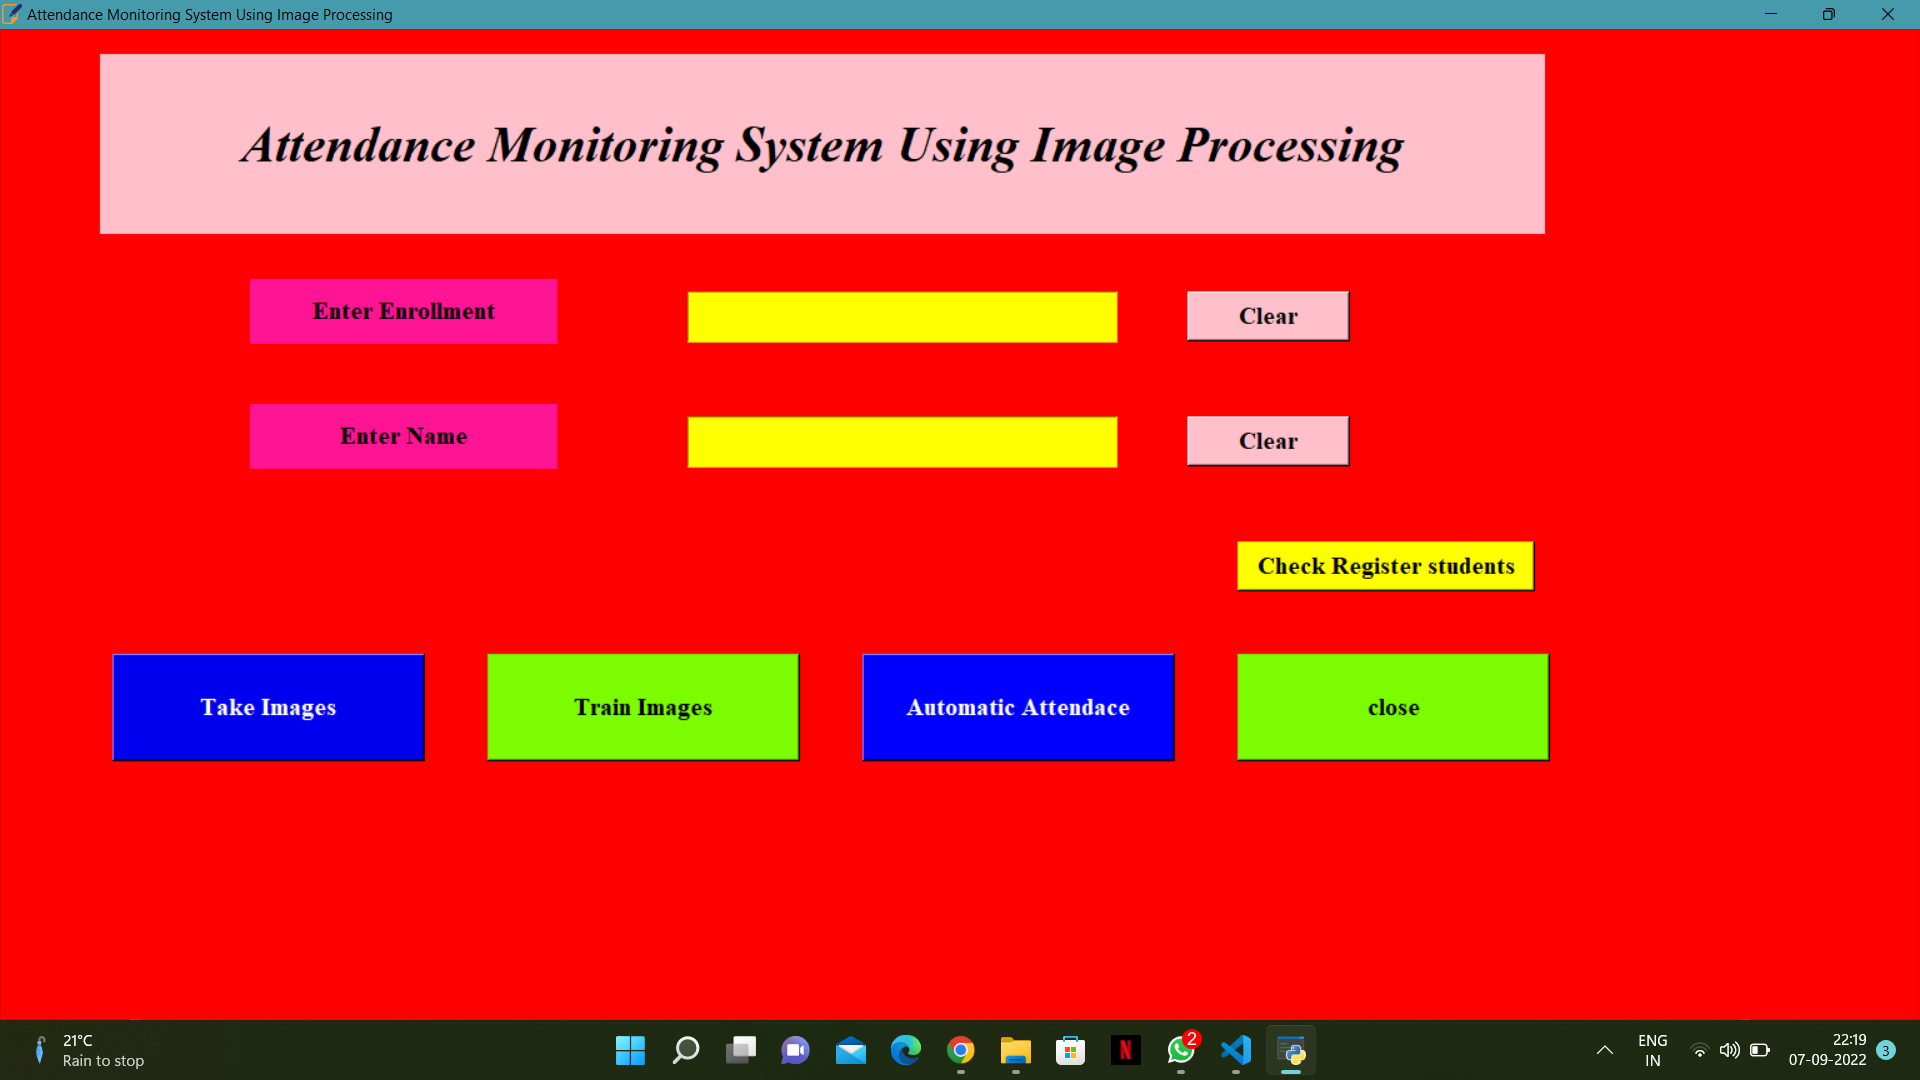 Attendance Monitoring System Using Image Processing
Attendance Monitoring System Using Image Processing
Enter Enrollment
Clear
Enter Name
Clear
Check Register students
Take Images
Train Images
Automatic Attendace
close
21°C
Rain to stop
N
2
ENG
IN
22:19
07-09-2022
3